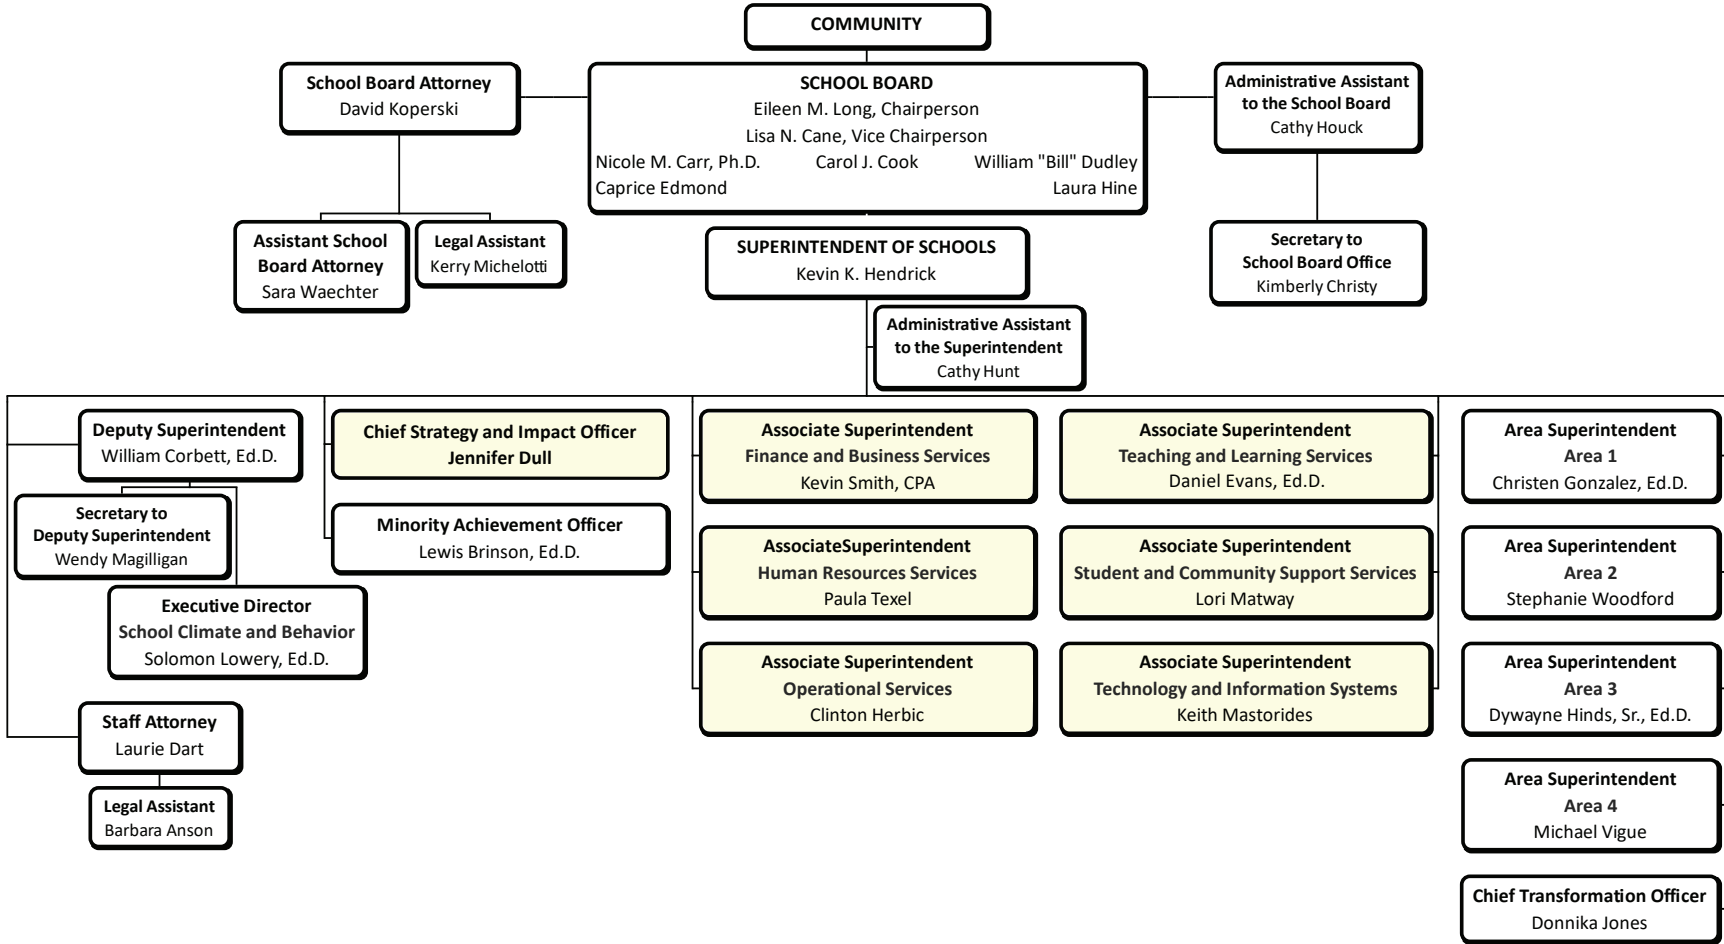 COMMUNITY
School Board Attorney
David Koperski
SCHOOL BOARD
Eileen M. Long, Chairperson
Lisa N. Cane, Vice Chairperson
Nicole M. Carr, Ph.D. Carol J. Cook William "Bill" Dudley
Caprice Edmond Laura Hine
Administrative Assistant
to the School Board
Cathy Houck
Assistant School
Board Attorney
Sara Waechter
Legal Assistant
Kerry Michelotti
SUPERINTENDENT OF SCHOOLS
Kevin K. Hendrick
Secretary to
School Board Office
Kimberly Christy
Administrative Assistant
to the Superintendent
Cathy Hunt
Deputy Superintendent
William Corbett, Ed.D.
Secretary to
Deputy Superintendent
Wendy Magilligan
Executive Director
School Climate and Behavior
Solomon Lowery, Ed.D.
Staff Attorney
Laurie Dart
Legal Assistant
Barbara Anson
Chief Strategy and Impact Officer
Jennifer Dull
Minority Achievement Officer
Lewis Brinson, Ed.D.
Associate Superintendent
Finance and Business Services
Kevin Smith, CPA
AssociateSuperintendent
Human Resources Services
Paula Texel
Associate Superintendent
Operational Services
Clinton Herbic
Associate Superintendent
Teaching and Learning Services
Daniel Evans, Ed.D.
Associate Superintendent
Student and Community Support Services
Lori Matway
Associate Superintendent
Technology and Information Systems
Keith Mastorides
Area Superintendent
Area 1
Christen Gonzalez, Ed.D.
Area Superintendent
Area 2
Stephanie Woodford
Area Superintendent
Area 3
Dywayne Hinds, Sr., Ed.D.
Area Superintendent
Area 4
Michael Vigue
Chief Transformation Officer
Donnika Jones